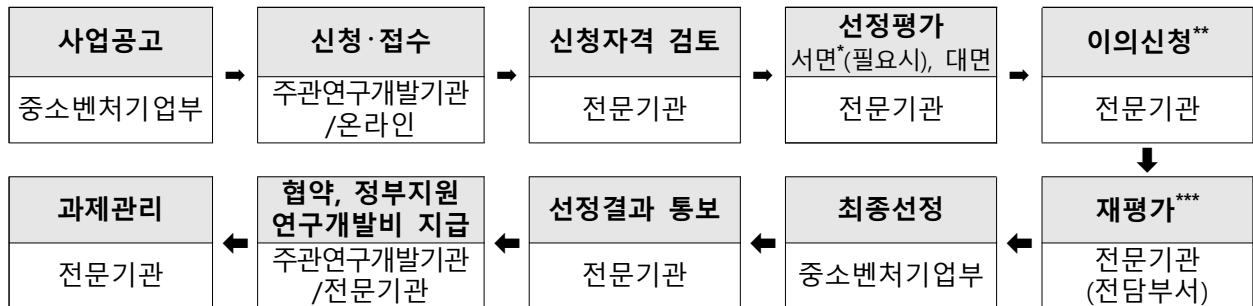 사업공고
중소벤처기업부
신청·접수
주관연구개발기관
/온라인
신청자격 검토
전문기관
선정평가
서면*(필요시), 대면
전문기관
이의신청**
전문기관
재평가***
전문기관
(전담부서)
최종선정
중소벤처기업부
선정결과 통보
전문기관
협약, 정부지원
연구개발비 지급
주관연구개발기관
/전문기관
과제관리
전문기관